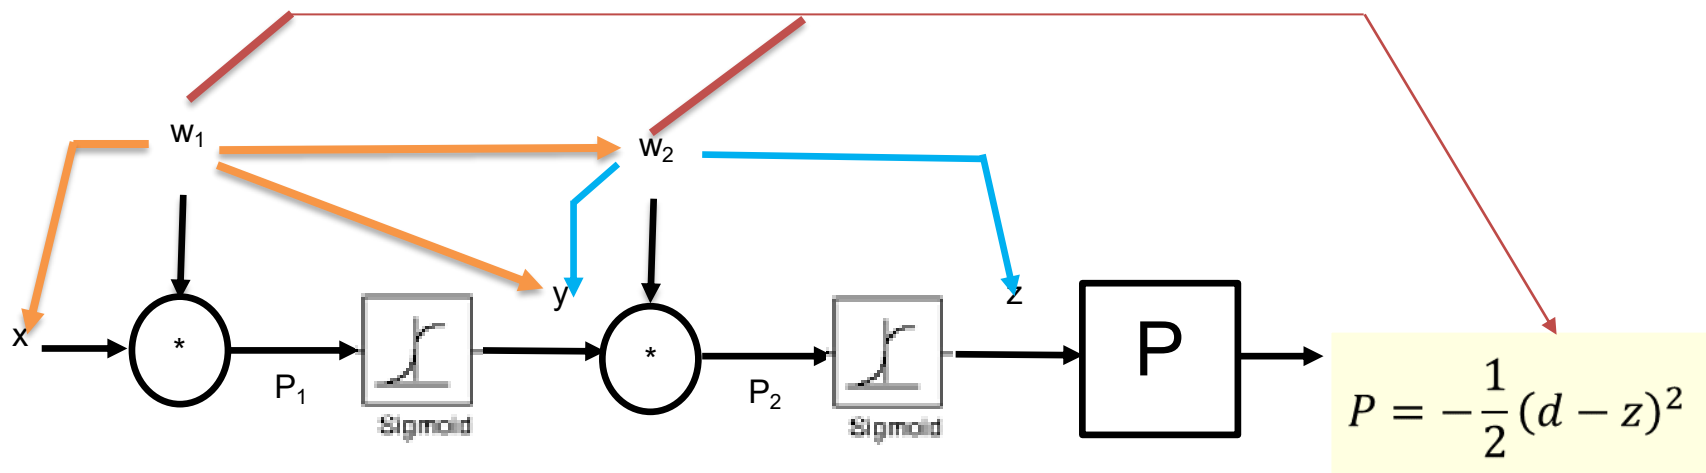 w₁
w₂
x
*
P₁
Sigmoid
y
*
P₂
Sigmoid
z
P
P = −1/2 (d − z)²